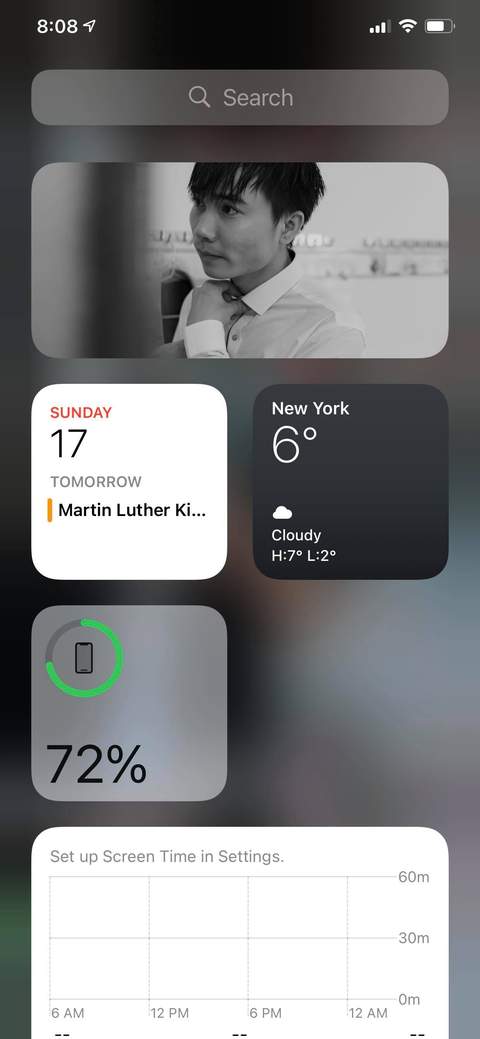 8:08
Search
SUNDAY
17
TOMORROW
Martin Luther Ki...
New York
6°
Cloudy
H:7° L:2°
72%
Set up Screen Time in Settings.
60m
30m
0m
6 AM 12 PM 6 PM 12 AM
-- -- --